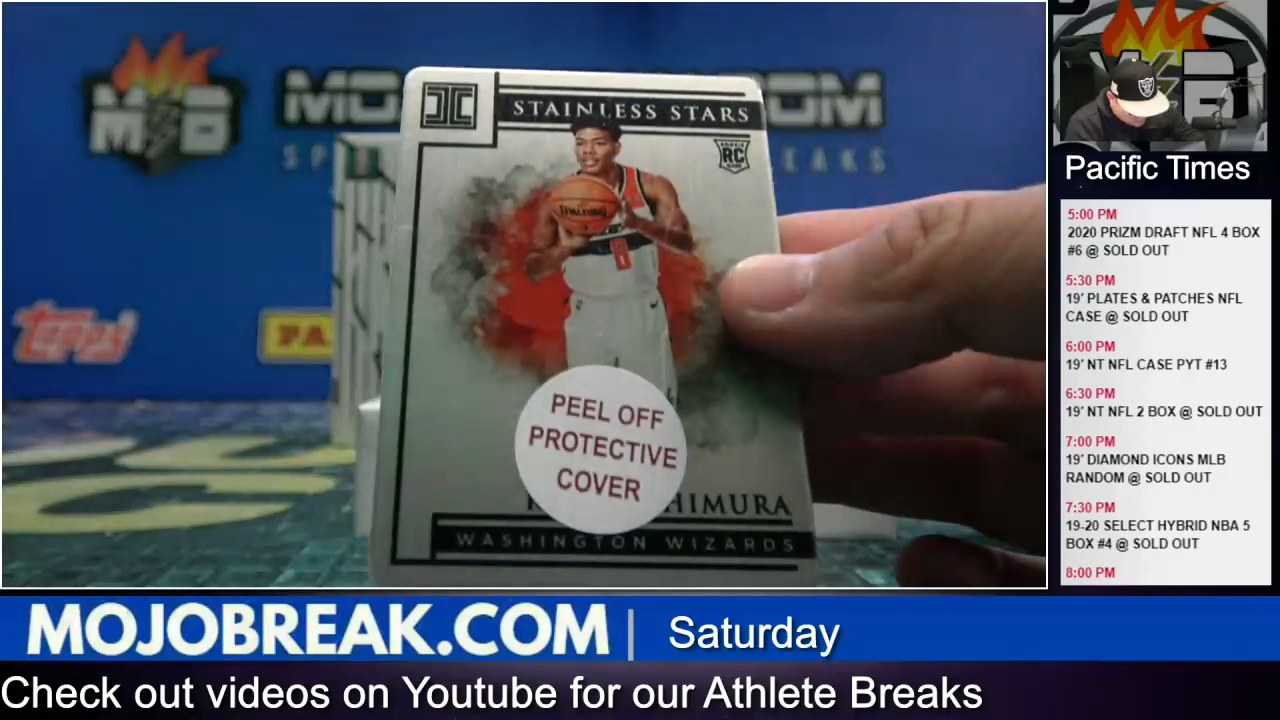 STAINLESS STARS
RC
SPALDING
8
PEEL OFF
PROTECTIVE
COVER
HIMURA
WASHINGTON WIZARDS
MOJOBREAK.COM | Saturday
Check out videos on Youtube for our Athlete Breaks
Pacific Times
5:00 PM
2020 PRIZM DRAFT NFL 4 BOX
#6 @ SOLD OUT
5:30 PM
19' PLATES & PATCHES NFL
CASE @ SOLD OUT
6:00 PM
19' NT NFL CASE PYT #13
6:30 PM
19' NT NFL 2 BOX @ SOLD OUT
7:00 PM
19' DIAMOND ICONS MLB
RANDOM @ SOLD OUT
7:30 PM
19-20 SELECT HYBRID NBA 5
BOX #4 @ SOLD OUT
8:00 PM
topps